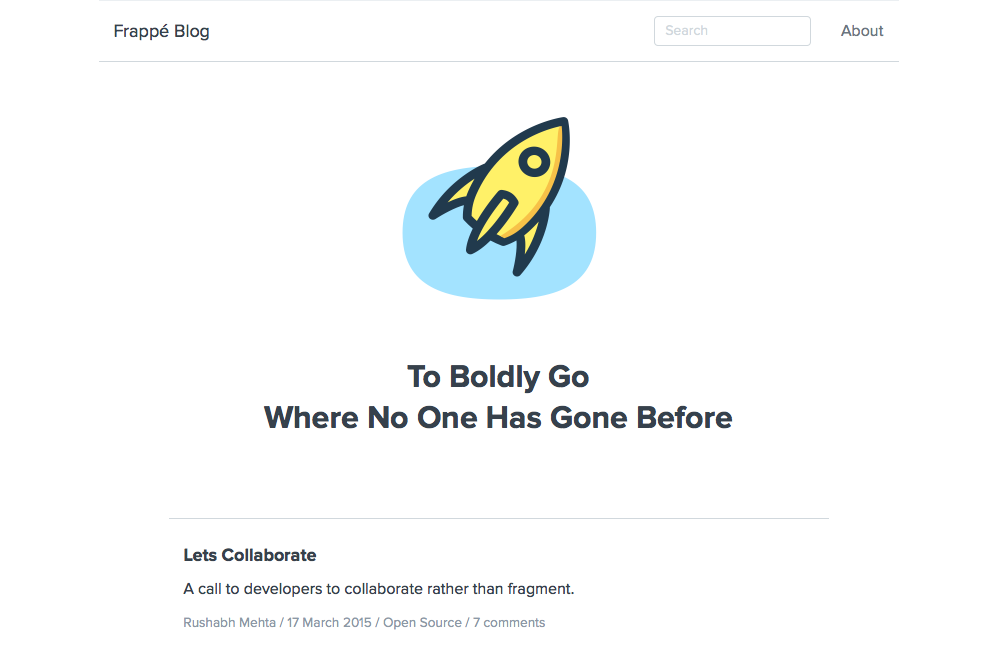 Frappé Blog
Search
About
To Boldly Go
Where No One Has Gone Before
Lets Collaborate
A call to developers to collaborate rather than fragment.
Rushabh Mehta / 17 March 2015 / Open Source / 7 comments